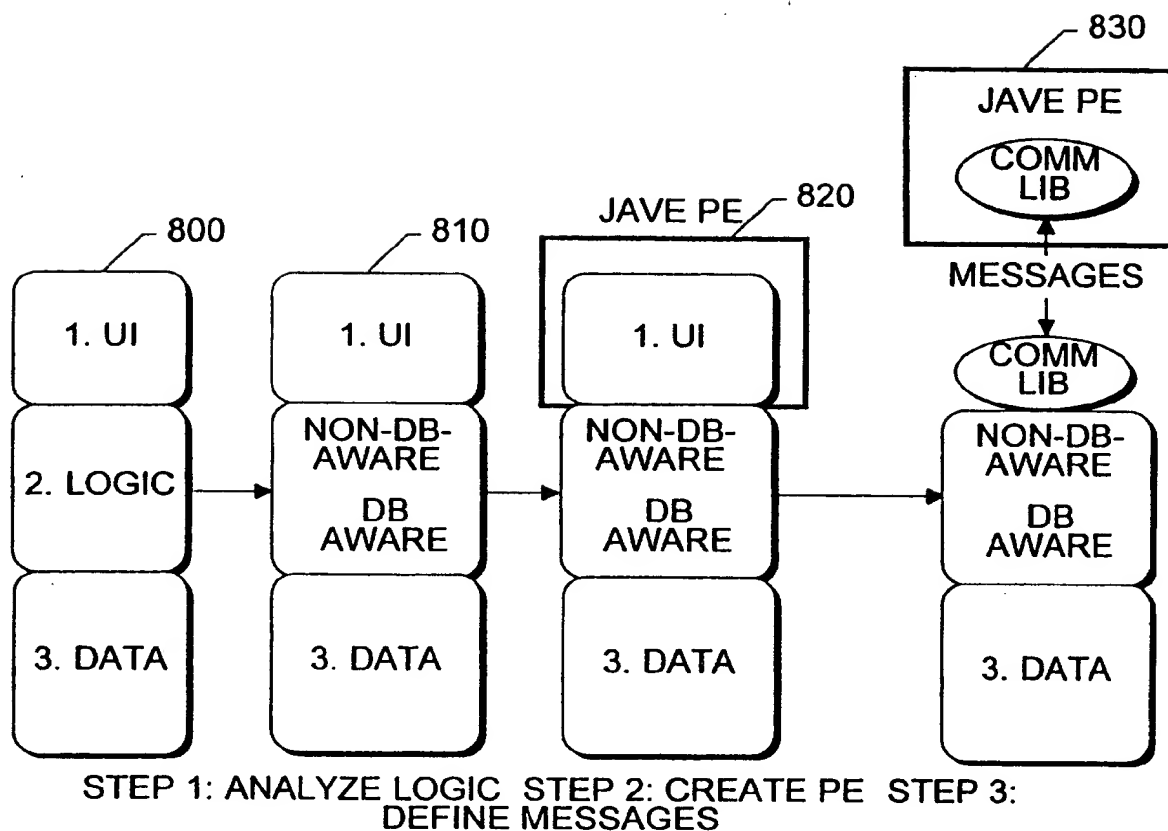 830
JAVE PE
COMM
LIB
MESSAGES
COMM
LIB
NON-DB-
AWARE
DB
AWARE
3. DATA
JAVE PE
820
1. UI
NON-DB-
AWARE
DB
AWARE
3. DATA
810
1. UI
NON-DB-
AWARE
DB
AWARE
3. DATA
800
1. UI
2. LOGIC
3. DATA
STEP 1: ANALYZE LOGIC STEP 2: CREATE PE STEP 3:
DEFINE MESSAGES